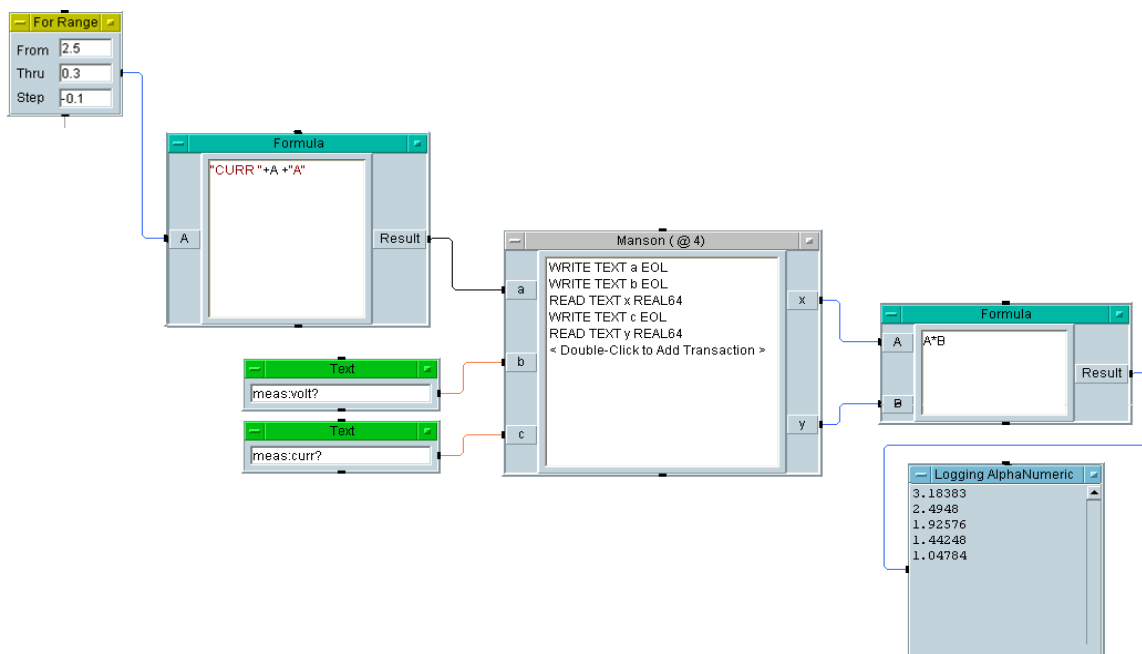 For Range
From 2.5
Thru 0.3
Step -0.1
Formula
"CURR "+A +"A"
A
Result
Manson ( @ 4)
WRITE TEXT a EOL
WRITE TEXT b EOL
READ TEXT x REAL64
WRITE TEXT c EOL
READ TEXT y REAL64
< Double-Click to Add Transaction >
a
b
c
x
y
Text
meas:volt?
Text
meas:curr?
Formula
A*B
A
B
Result
Logging AlphaNumeric
3.18383
2.4948
1.92576
1.44248
1.04784